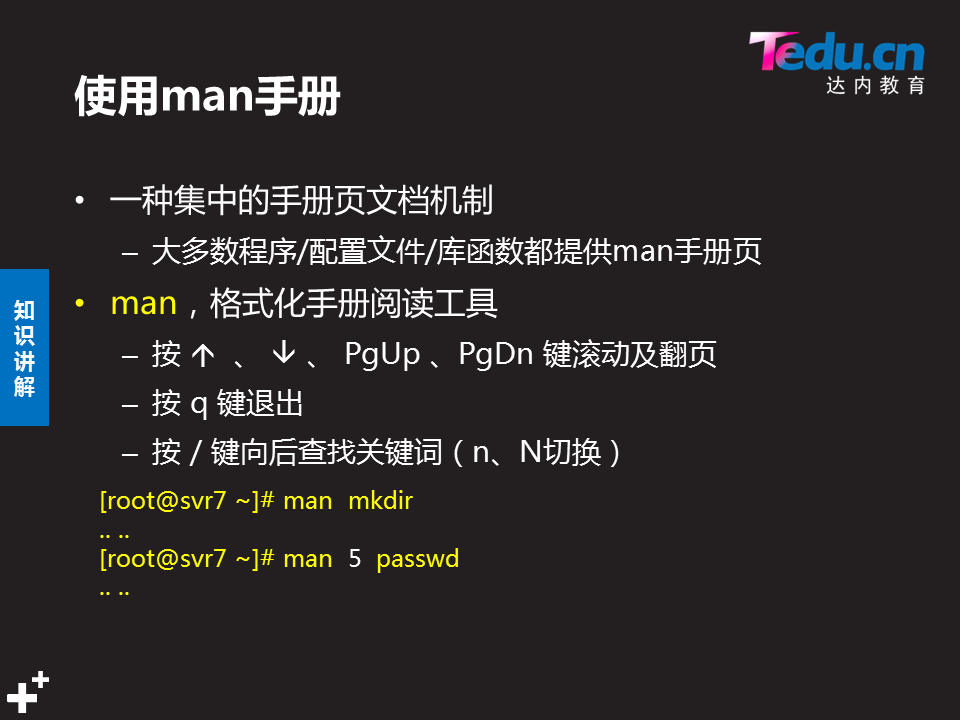 Tedu.cn
达内教育
使用man手册
• 一种集中的手册页文档机制
– 大多数程序/配置文件/库函数都提供man手册页
• man，格式化手册阅读工具
– 按 ↑ 、 ↓ 、 PgUp 、PgDn 键滚动及翻页
– 按 q 键退出
– 按 / 键向后查找关键词（n、N切换）
知识讲解
[root@svr7 ~]# man mkdir
.. ..
[root@svr7 ~]# man 5 passwd
.. ..